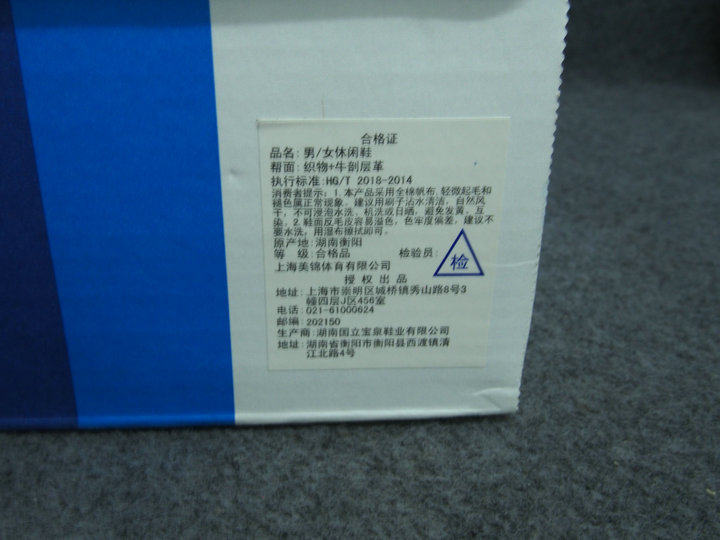 合格证
品名: 男/女休闲鞋
帮面: 织物+牛剖层革
执行标准:HG/T 2018-2014
消费者提示: 1.本产品采用全棉帆布,轻微起毛和
褪色属正常现象。建议用刷子沾水清洁, 自然风
干, 不可浸泡水洗、机洗或日晒, 避免发黄、互
染。2.鞋面反毛皮容易溢色, 色牢度偏差, 建议不
要水洗, 用湿布擦拭即可。
原产地: 湖南衡阳
等 级: 合格品 检验员:
检
上海美锦体育有限公司
授 权 出 品
地址: 上海市崇明区城桥镇秀山路8号3
幢四层J区456室
电话: 021-61000624
邮编: 202150
生产商: 湖南国立宝泉鞋业有限公司
地址: 湖南省衡阳市衡阳县西渡镇清
江北路4号